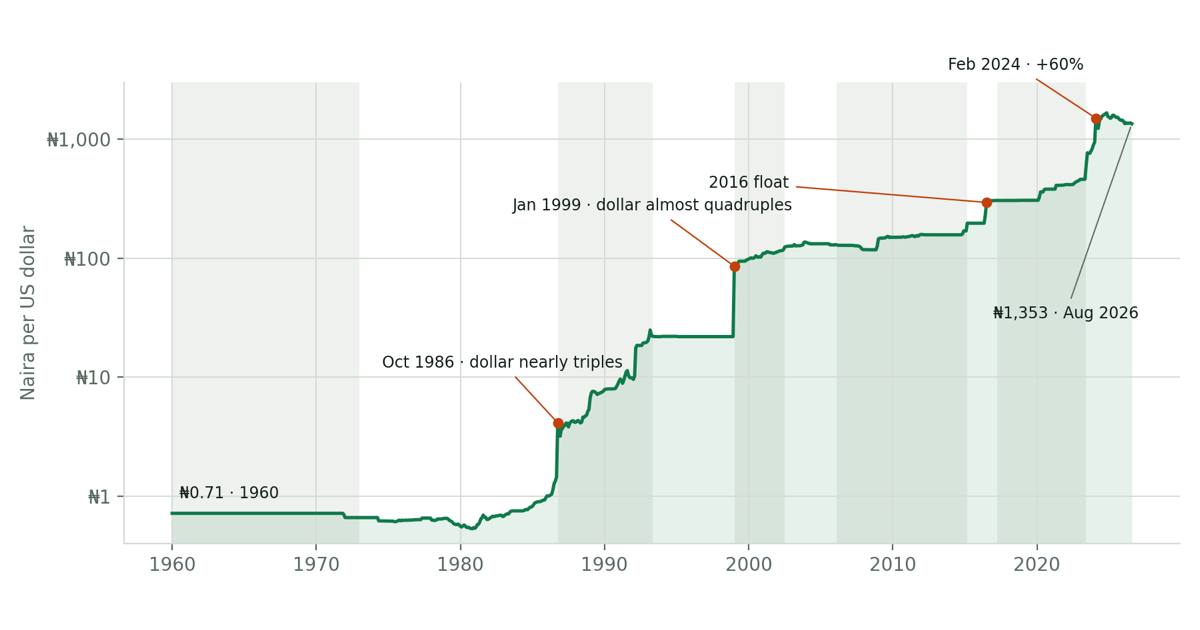 Feb 2024 · +60%
₦1,000
2016 float
Jan 1999 · dollar almost quadruples
₦100
₦1,353 · Aug 2026
Oct 1986 · dollar nearly triples
₦10
₦0.71 · 1960
₦1
Naira per US dollar
1960 1970 1980 1990 2000 2010 2020